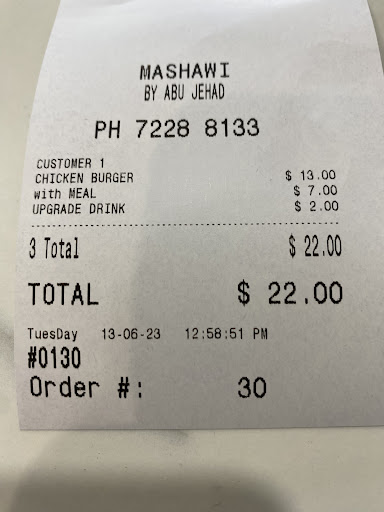 MASHAWI
BY ABU JEHAD
PH 7228 8133
CUSTOMER 1
CHICKEN BURGER $ 13.00
with MEAL $ 7.00
UPGRADE DRINK $ 2.00
3 Total $ 22.00
TOTAL $ 22.00
TuesDay 13-06-23 12:58:51 PM
#0130
Order #: 30